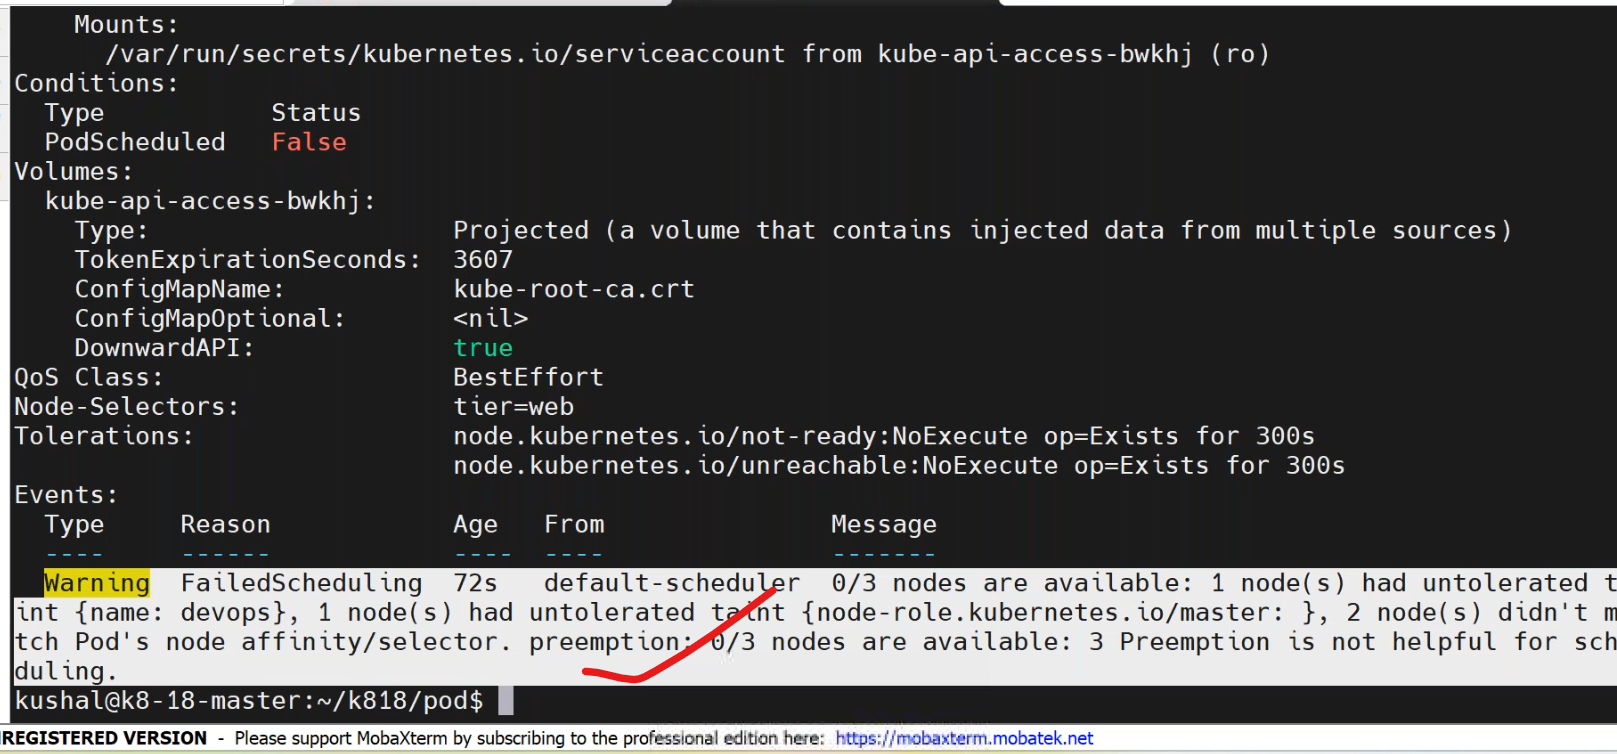 Mounts:
/var/run/secrets/kubernetes.io/serviceaccount from kube-api-access-bwkhj (ro)
Conditions:
Type Status
PodScheduled False
Volumes:
kube-api-access-bwkhj:
Type: Projected (a volume that contains injected data from multiple sources)
TokenExpirationSeconds: 3607
ConfigMapName: kube-root-ca.crt
ConfigMapOptional: <nil>
DownwardAPI: true
QoS Class: BestEffort
Node-Selectors: tier=web
Tolerations: node.kubernetes.io/not-ready:NoExecute op=Exists for 300s
node.kubernetes.io/unreachable:NoExecute op=Exists for 300s
Events:
Type Reason Age From Message
---- ------ ---- ---- -------
Warning FailedScheduling 72s default-scheduler 0/3 nodes are available: 1 node(s) had untolerated t
int {name: devops}, 1 node(s) had untolerated taint {node-role.kubernetes.io/master: }, 2 node(s) didn't m
tch Pod's node affinity/selector. preemption: 0/3 nodes are available: 3 Preemption is not helpful for sch
duling.
kushal@k8-18-master:~/k818/pod$
REGISTERED VERSION - Please support MobaXterm by subscribing to the professional edition here: https://mobaxterm.mobatek.net